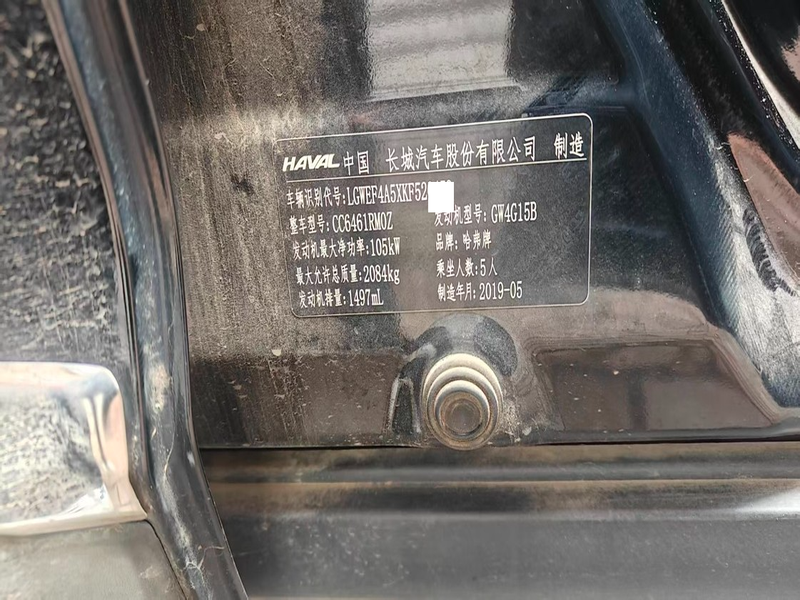 HAVAL 中国 长城汽车股份有限公司 制造
车辆识别代号:LGWEF4A5XKF52
整车型号:CC6461RM0Z 发动机型号:GW4G15B
发动机最大净功率:105kW 品牌:哈弗牌
最大允许总质量:2084kg 乘坐人数:5人
发动机排量:1497mL 制造年月:2019-05